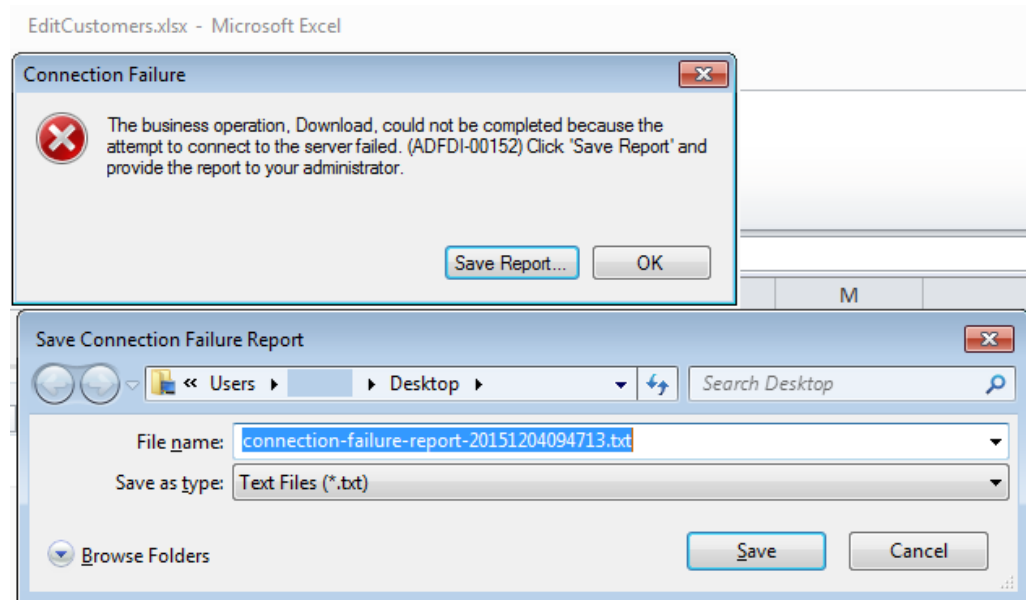 EditCustomers.xlsx - Microsoft Excel
Connection Failure
The business operation, Download, could not be completed because the
attempt to connect to the server failed. (ADFDI-00152) Click 'Save Report' and
provide the report to your administrator.
Save Report... OK
M
Save Connection Failure Report
« Users Desktop Search Desktop
File name: connection-failure-report-20151204094713.txt
Save as type: Text Files (*.txt)
Browse Folders Save Cancel